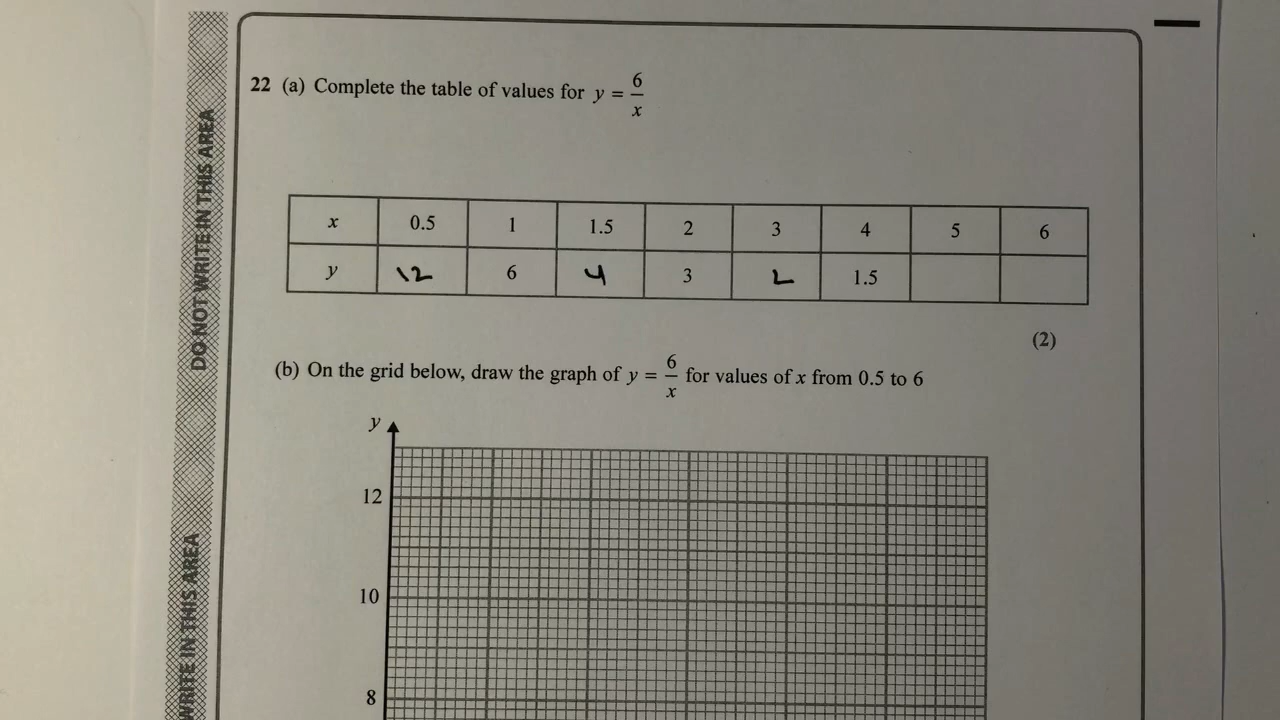 22 (a) Complete the table of values for y = 6/x
x 0.5 1 1.5 2 3 4 5 6
y 12 6 4 3 2 1.5
(2)
(b) On the grid below, draw the graph of y = 6/x for values of x from 0.5 to 6
y
12
10
8
DO NOT WRITE IN THIS AREA
WRITE IN THIS AREA